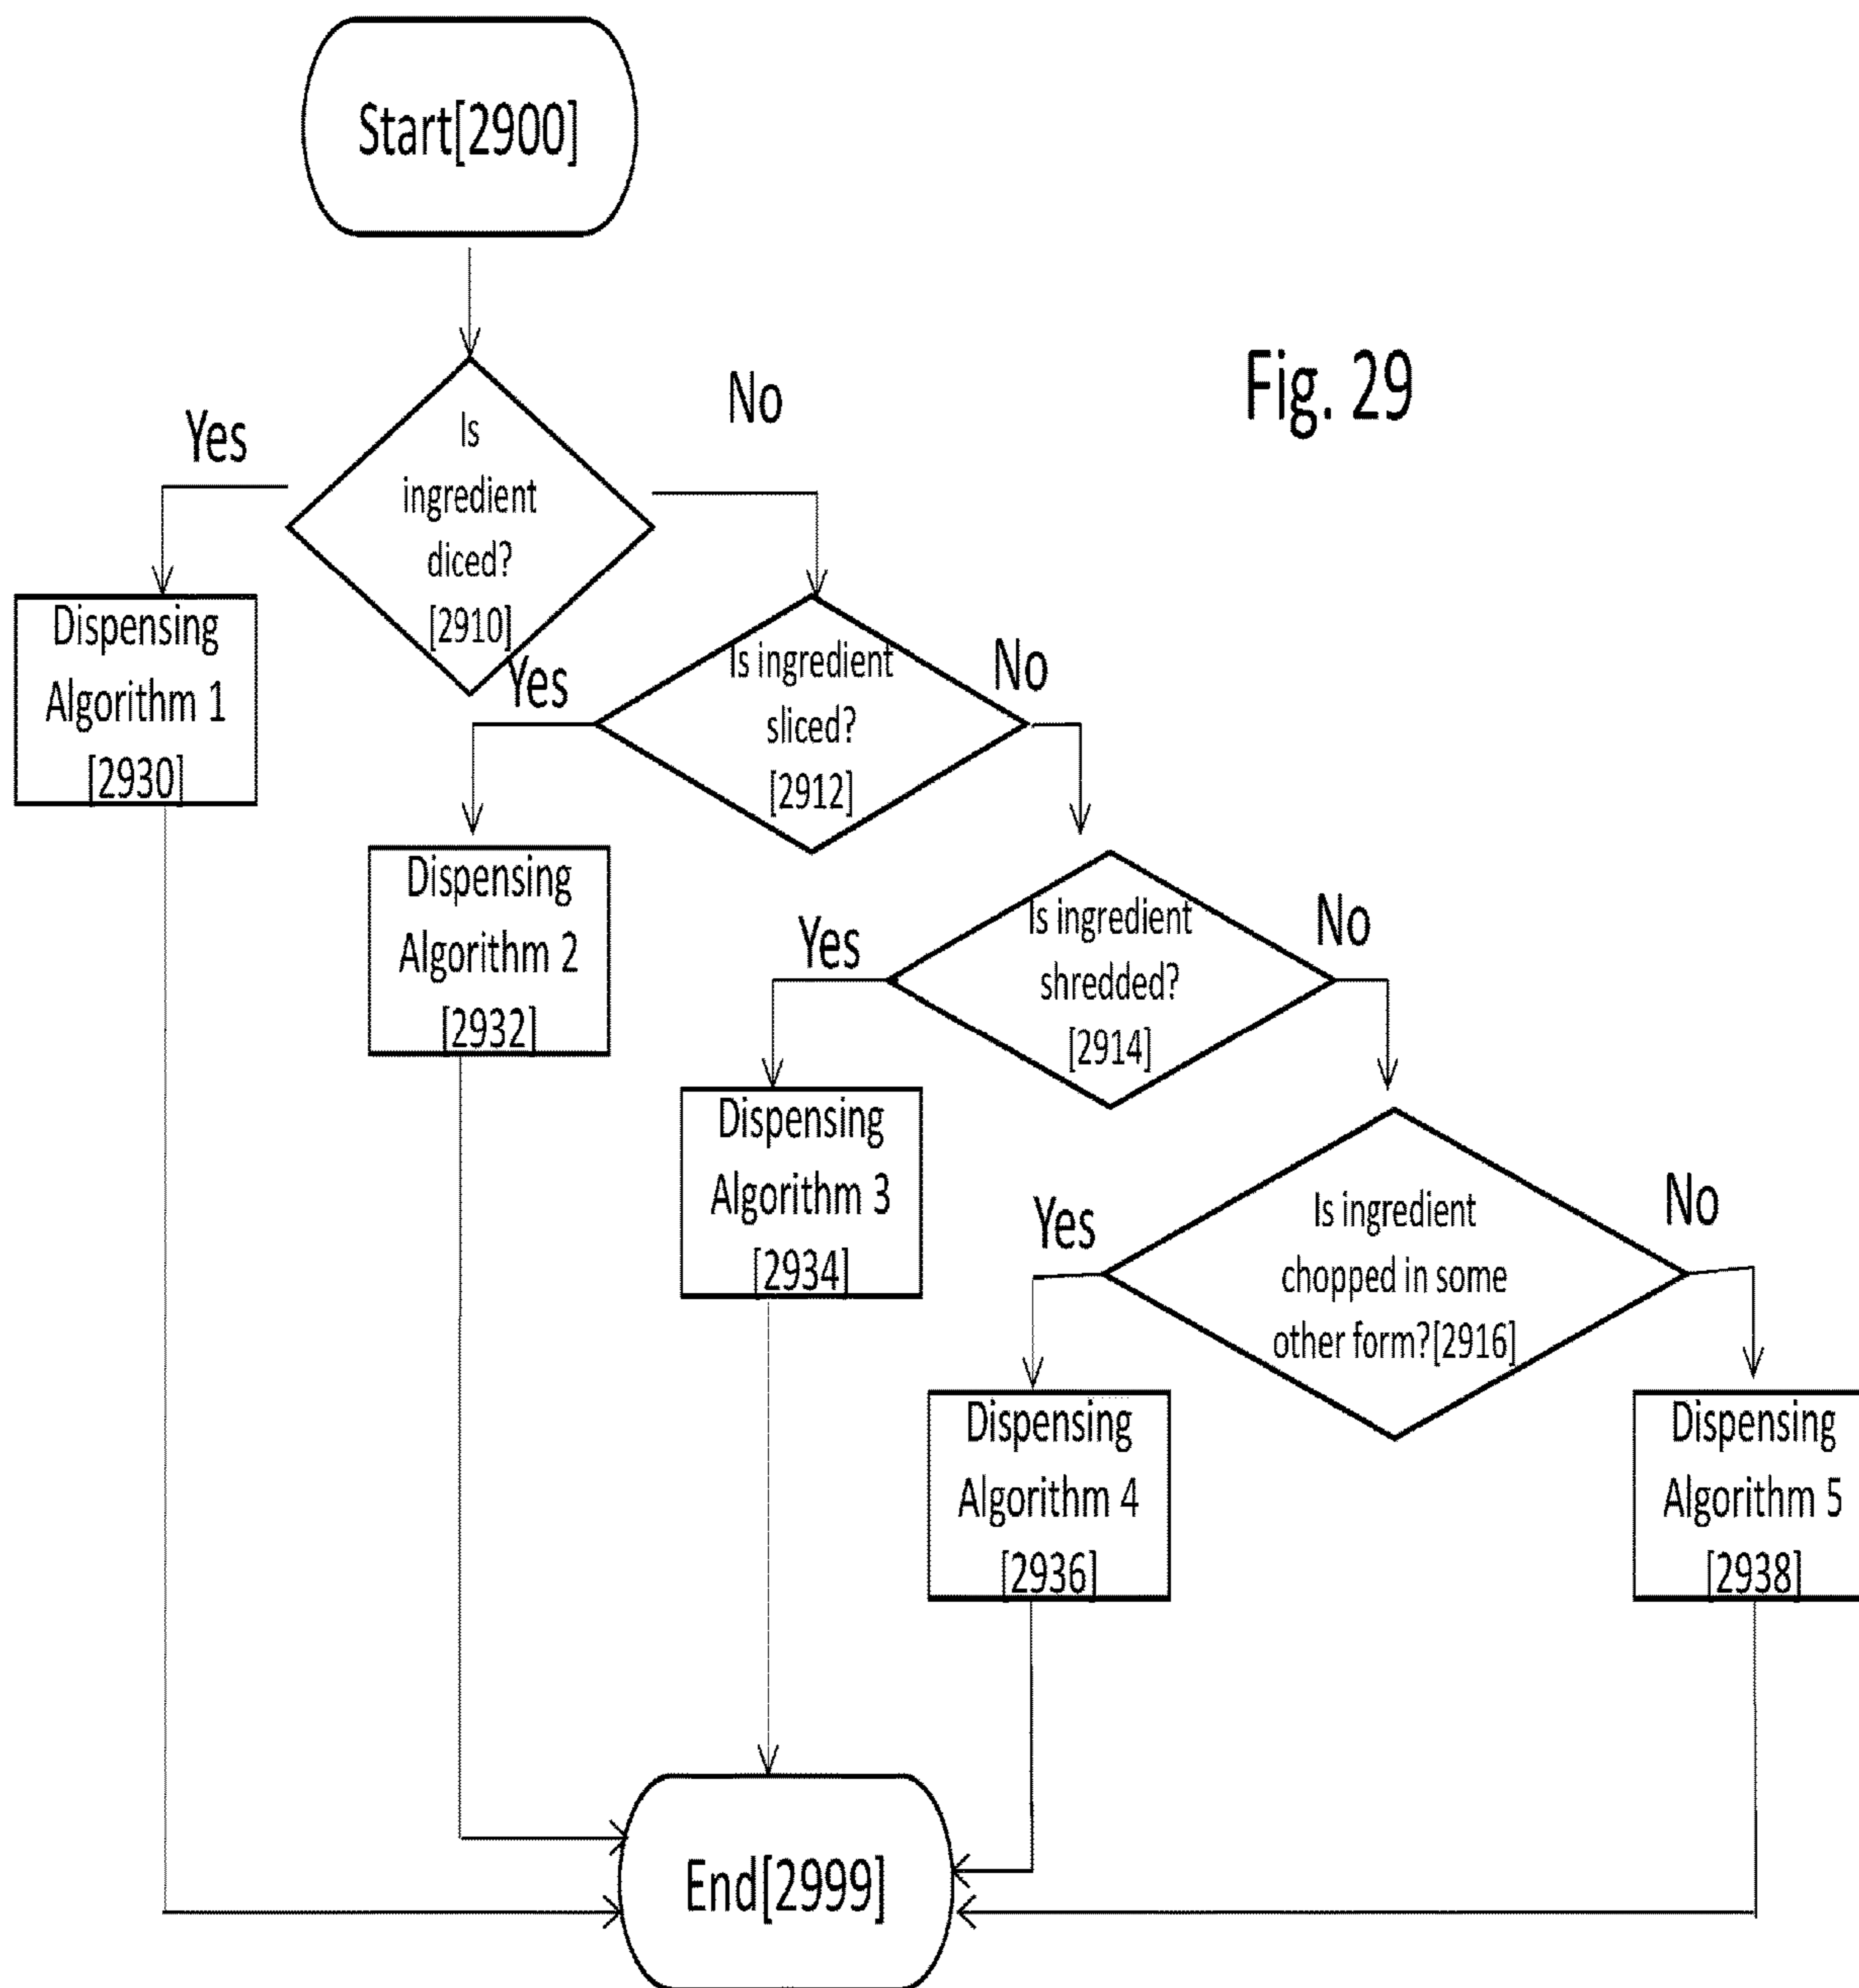 Start[2900]
Fig. 29
Yes
No
Is
ingredient
diced?
[2910]
Dispensing
Algorithm 1
[2930]
Yes
No
Is ingredient
sliced?
[2912]
Dispensing
Algorithm 2
[2932]
Yes
No
Is ingredient
shredded?
[2914]
Dispensing
Algorithm 3
[2934]
Yes
No
Is ingredient
chopped in some
other form?[2916]
Dispensing
Algorithm 4
[2936]
Dispensing
Algorithm 5
[2938]
End[2999]